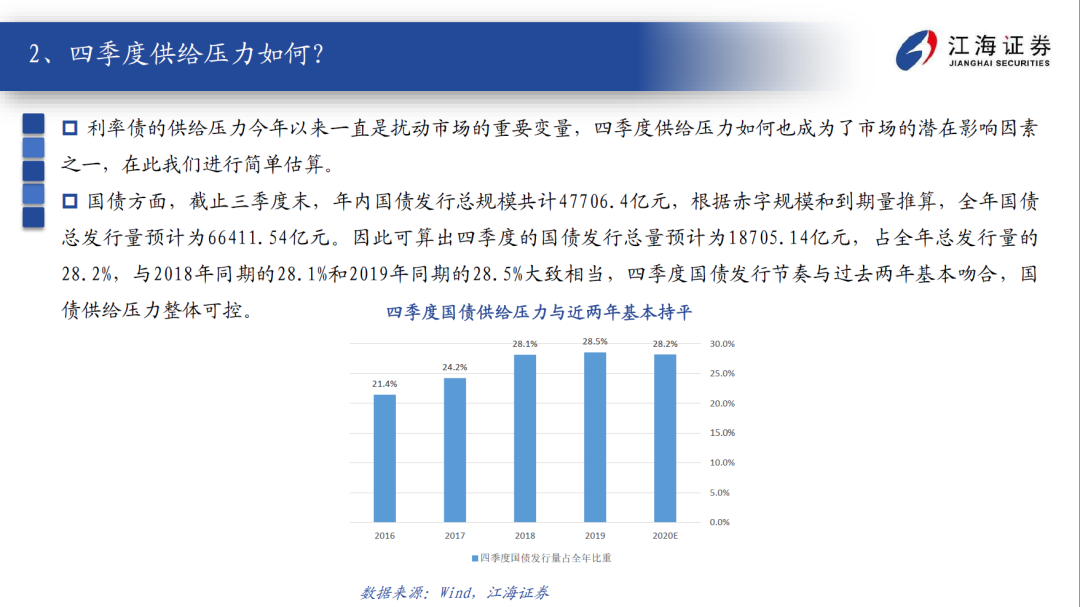 2、四季度供给压力如何?
江海证券
JIANGHAI SECURITIES
利率债的供给压力今年以来一直是扰动市场的重要变量，四季度供给压力如何也成为了市场的潜在影响因素
之一，在此我们进行简单估算。
国债方面，截止三季度末，年内国债发行总规模共计47706.4亿元，根据赤字规模和到期量推算，全年国债
总发行量预计为66411.54亿元。因此可算出四季度的国债发行总量预计为18705.14亿元，占全年总发行量的
28.2%，与2018年同期的28.1%和2019年同期的28.5%大致相当，四季度国债发行节奏与过去两年基本吻合，国
债供给压力整体可控。
四季度国债供给压力与近两年基本持平
21.4%
24.2%
28.1%
28.5%
28.2%
30.0%
25.0%
20.0%
15.0%
10.0%
5.0%
0.0%
2016
2017
2018
2019
2020E
四季度国债发行量占全年比重
数据来源：Wind，江海证券